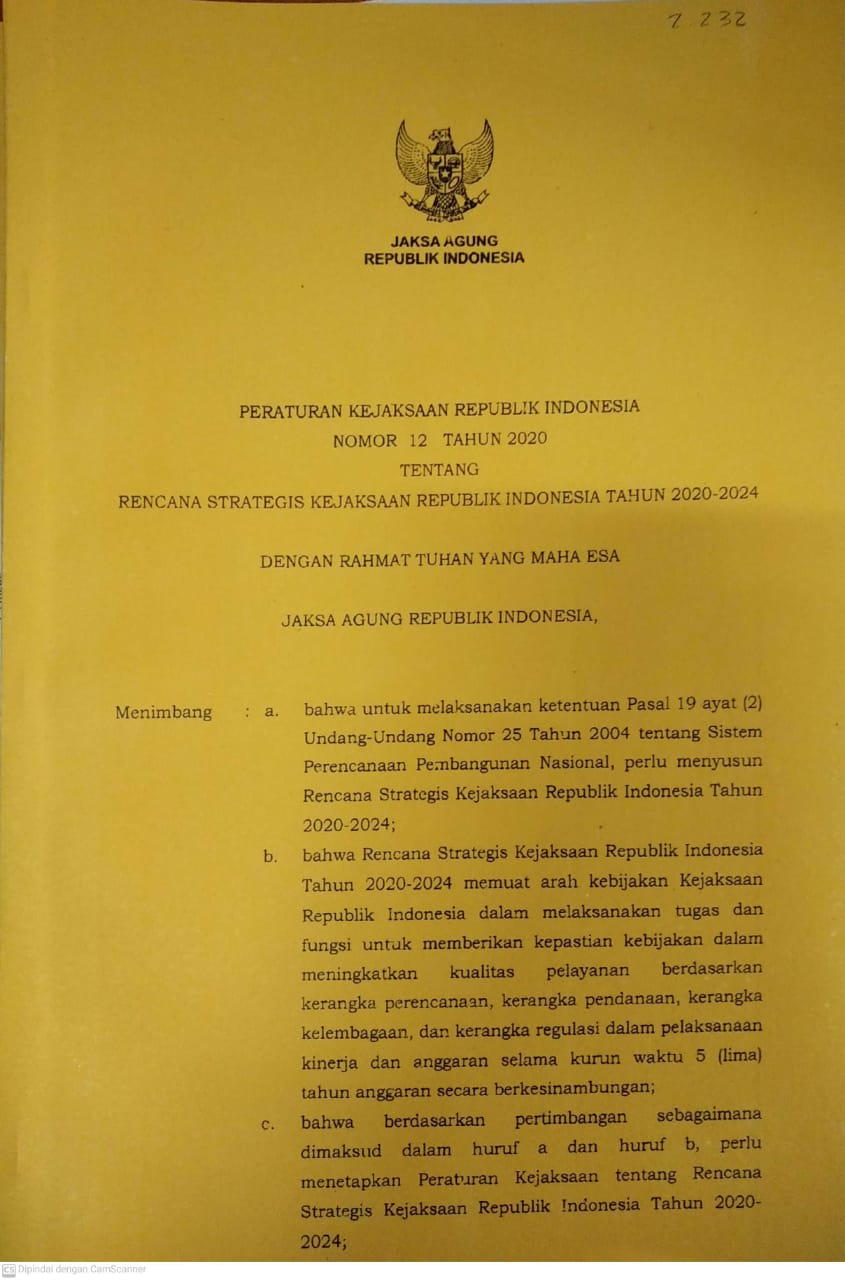 7 232
JAKSA AGUNG
REPUBLIK INDONESIA
PERATURAN KEJAKSAAN REPUBLIK INDONESIA
NOMOR 12 TAHUN 2020
TENTANG
RENCANA STRATEGIS KEJAKSAAN REPUBLIK INDONESIA TAHUN 2020-2024
DENGAN RAHMAT TUHAN YANG MAHA ESA
JAKSA AGUNG REPUBLIK INDONESIA,
Menimbang : a. bahwa untuk melaksanakan ketentuan Pasal 19 ayat (2)
Undang-Undang Nomor 25 Tahun 2004 tentang Sistem
Perencanaan Pembangunan Nasional, perlu menyusun
Rencana Strategis Kejaksaan Republik Indonesia Tahun
2020-2024;
b. bahwa Rencana Strategis Kejaksaan Republik Indonesia
Tahun 2020-2024 memuat arah kebijakan Kejaksaan
Republik Indonesia dalam melaksanakan tugas dan
fungsi untuk memberikan kepastian kebijakan dalam
meningkatkan kualitas pelayanan berdasarkan
kerangka perencanaan, kerangka pendanaan, kerangka
kelembagaan, dan kerangka regulasi dalam pelaksanaan
kinerja dan anggaran selama kurun waktu 5 (lima)
tahun anggaran secara berkesinambungan;
c. bahwa berdasarkan pertimbangan sebagaimana
dimaksud dalam huruf a dan huruf b, perlu
menetapkan Peraturan Kejaksaan tentang Rencana
Strategis Kejaksaan Republik Indonesia Tahun 2020-
2024;
CS Dipindai dengan CamScanner